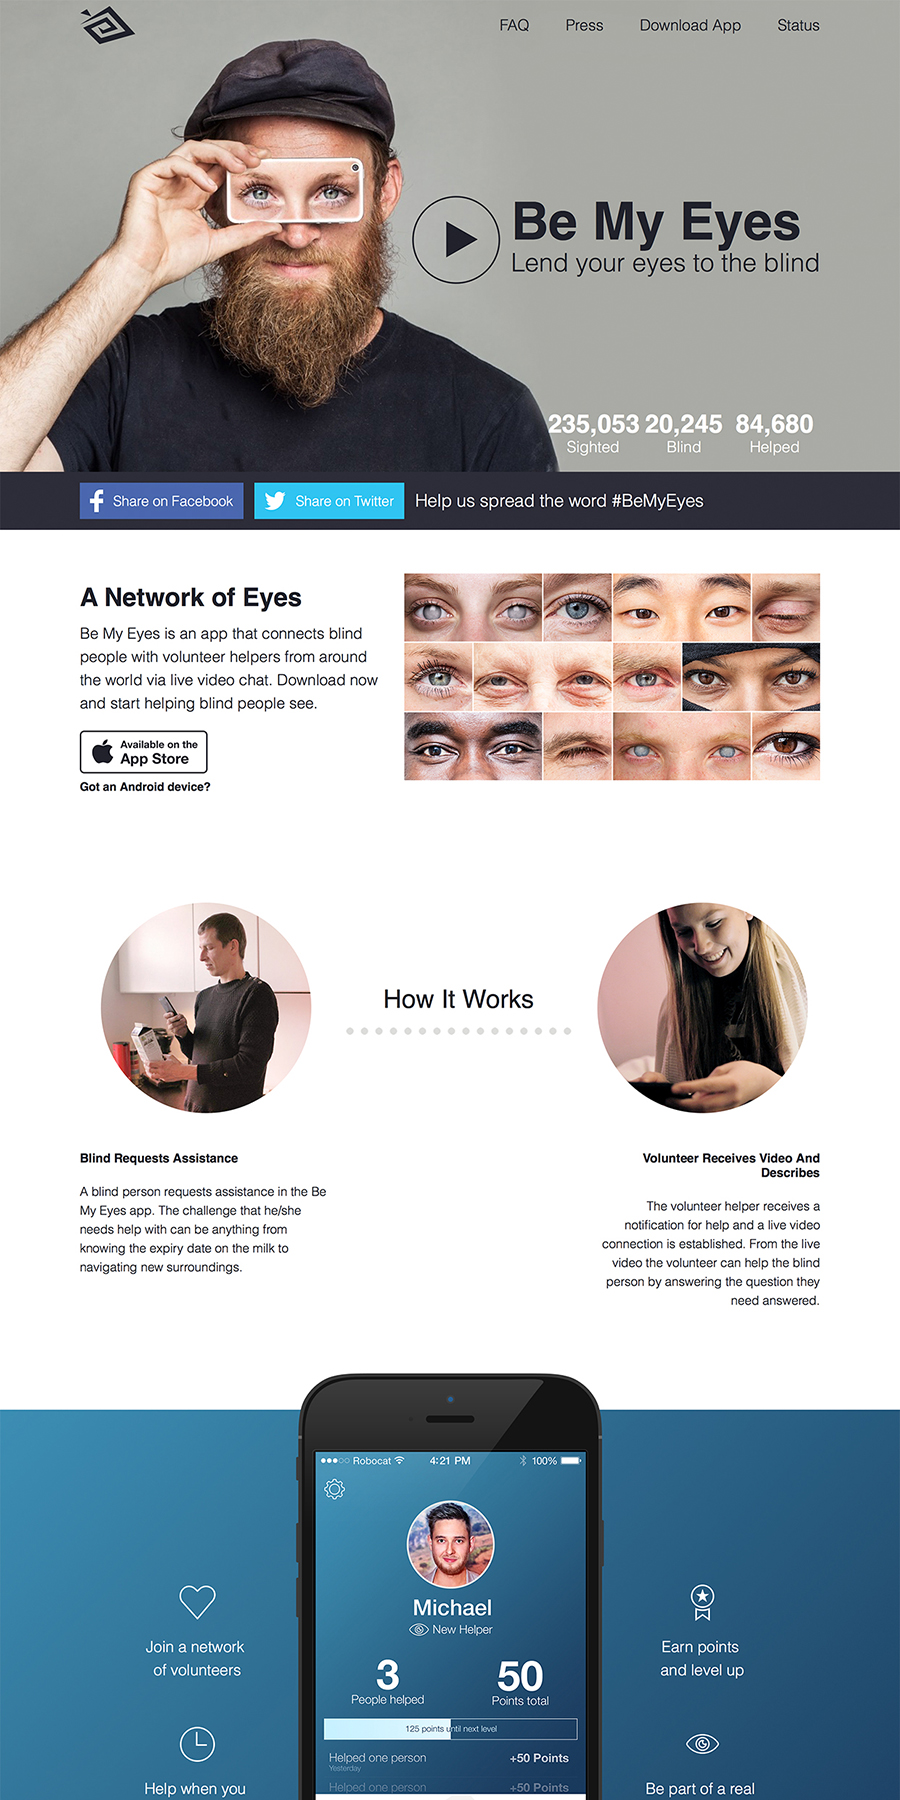 FAQ Press Download App Status
Be My Eyes
Lend your eyes to the blind
235,053 20,245 84,680
Sighted Blind Helped
Share on Facebook Share on Twitter Help us spread the word #BeMyEyes
A Network of Eyes
Be My Eyes is an app that connects blind
people with volunteer helpers from around
the world via live video chat. Download now
and start helping blind people see.
Available on the
App Store
Got an Android device?
How It Works
Blind Requests Assistance
A blind person requests assistance in the Be
My Eyes app. The challenge that he/she
needs help with can be anything from
knowing the expiry date on the milk to
navigating new surroundings.
Volunteer Receives Video And
Describes
The volunteer helper receives a
notification for help and a live video
connection is established. From the live
video the volunteer can help the blind
person by answering the question they
need answered.
Robocat 4:21 PM 100%
Michael
New Helper
3 50
People helped Points total
125 points until next level
Helped one person +50 Points
Yesterday
Helped one person +50 Points
Join a network
of volunteers
Help when you
Earn points
and level up
Be part of a real